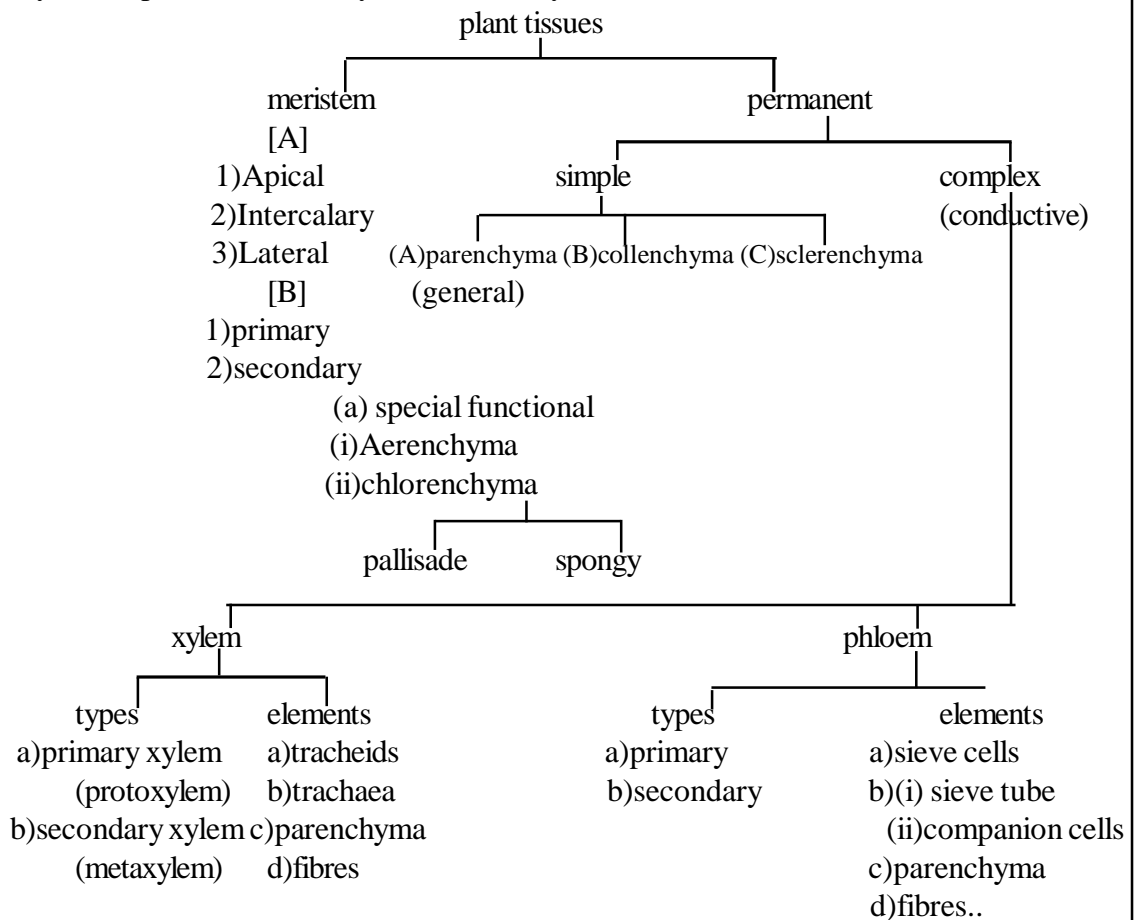 plant tissues
meristem permanent
[A]
1)Apical simple complex
2)Intercalary (conductive)
3)Lateral (A)parenchyma (B)collenchyma (C)sclerenchyma
[B] (general)
1)primary
2)secondary
(a) special functional
(i)Aerenchyma
(ii)chlorenchyma
pallisade spongy
xylem phloem
types elements types elements
a)primary xylem a)tracheids a)primary a)sieve cells
(protoxylem) b)trachaea b)secondary b)(i) sieve tube
b)secondary xylem c)parenchyma (ii)companion cells
(metaxylem) d)fibres c)parenchyma
d)fibres..